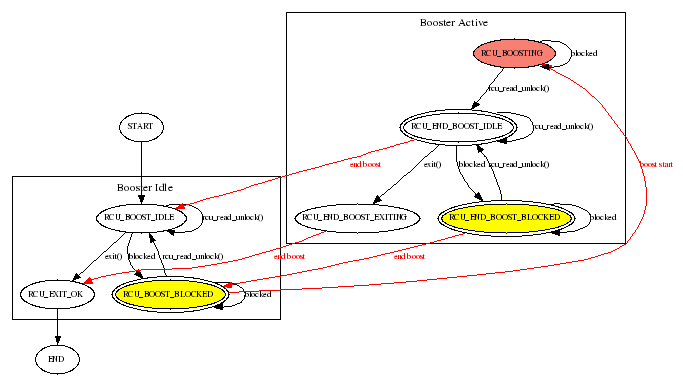 Booster Active
RCU_BOOSTING
blocked
rcu_read_unlock()
START
RCU_END_BOOST_IDLE
rcu_read_unlock()
end boost
exit()
blocked
rcu_read_unlock()
boost start
Booster Idle
RCU_BOOST_IDLE
rcu_read_unlock()
RCU_END_BOOST_EXITING
RCU_END_BOOST_BLOCKED
blocked
exit()
blocked
rcu_read_unlock()
end boost
end boost
RCU_EXIT_OK
RCU_BOOST_BLOCKED
blocked
END